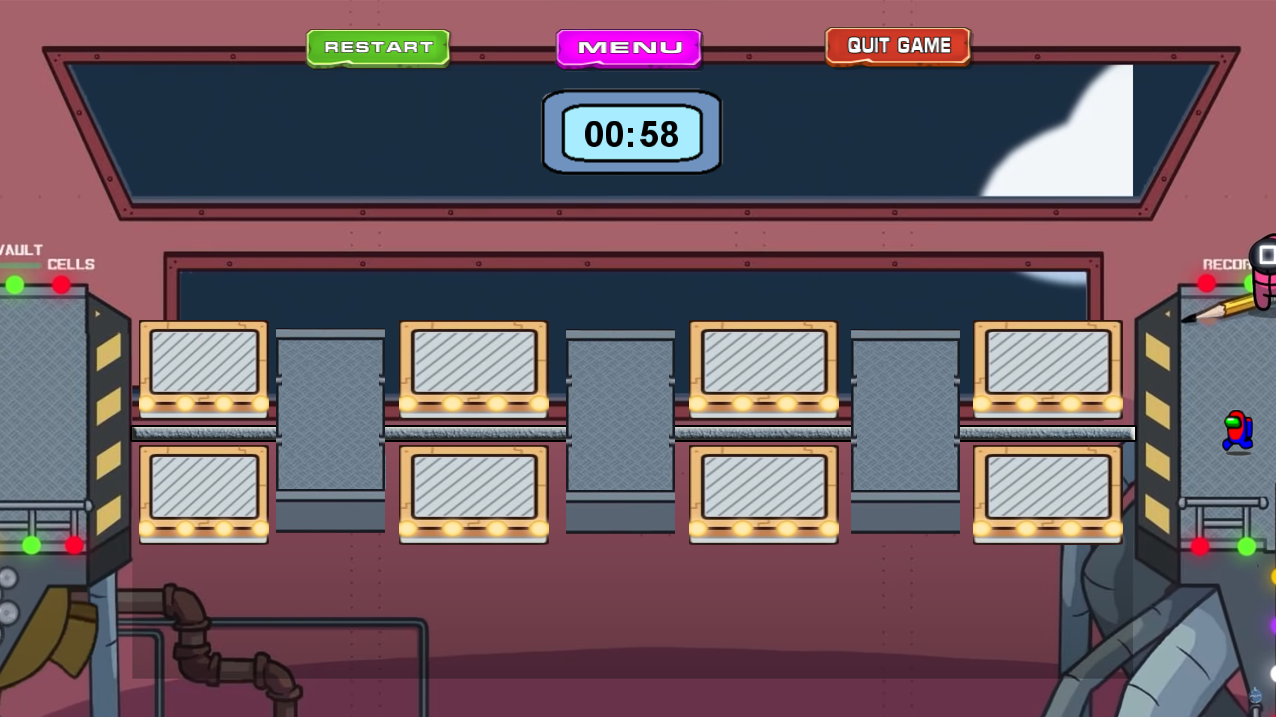 RESTART
MENU
QUIT GAME
00:58
VAULT
CELLS